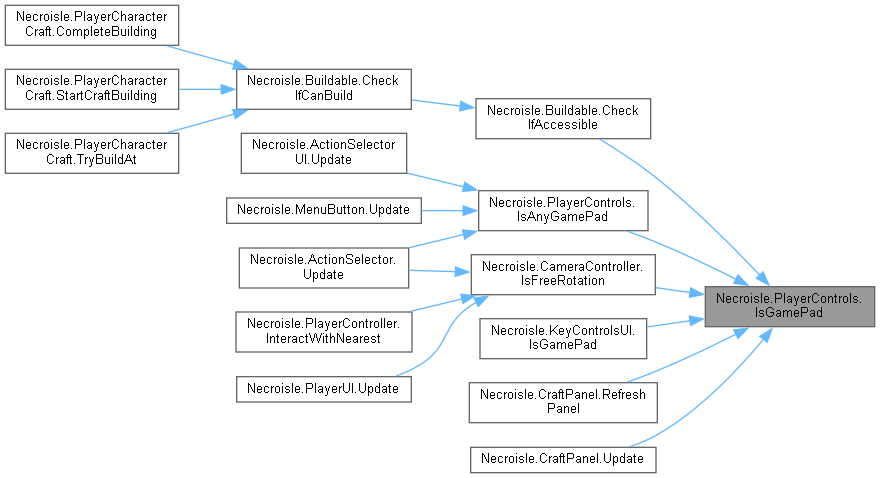 Necroisle.PlayerCharacter
Craft.CompleteBuilding
Necroisle.PlayerCharacter
Craft.StartCraftBuilding
Necroisle.PlayerCharacter
Craft.TryBuildAt
Necroisle.Buildable.Check
IfCanBuild
Necroisle.ActionSelector
UI.Update
Necroisle.MenuButton.Update
Necroisle.ActionSelector.
Update
Necroisle.PlayerController.
InteractWithNearest
Necroisle.PlayerUI.Update
Necroisle.Buildable.Check
IfAccessible
Necroisle.PlayerControls.
IsAnyGamePad
Necroisle.CameraController.
IsFreeRotation
Necroisle.KeyControlsUI.
IsGamePad
Necroisle.CraftPanel.Refresh
Panel
Necroisle.CraftPanel.Update
Necroisle.PlayerControls.
IsGamePad